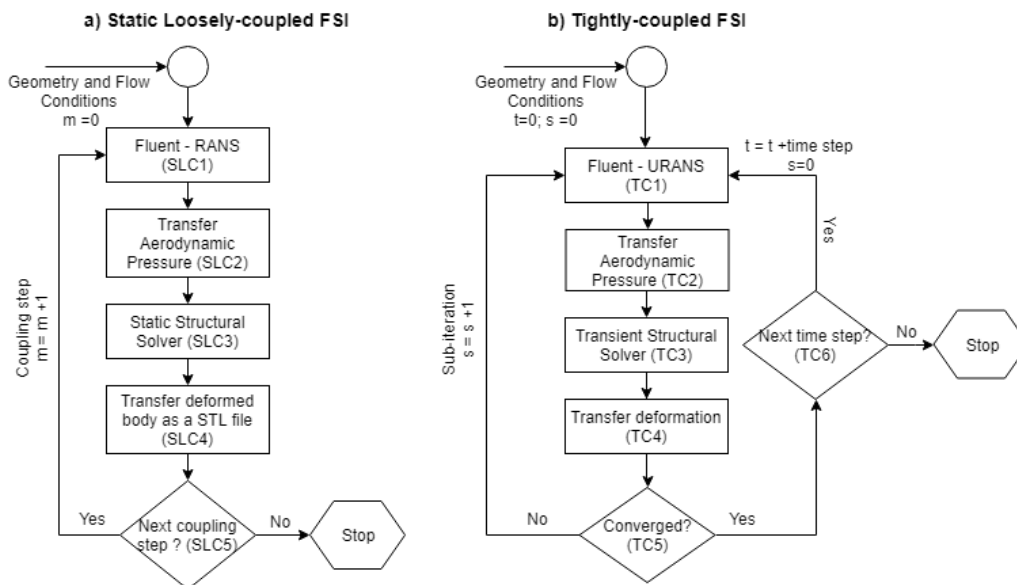 a) Static Loosely-coupled FSI
Geometry and Flow
Conditions
m =0
Fluent - RANS
(SLC1)
Transfer
Aerodynamic
Pressure (SLC2)
Static Structural
Solver (SLC3)
Transfer deformed
body as a STL file
(SLC4)
Next coupling
step ? (SLC5)
Yes
No
Stop
Coupling step
m = m +1
b) Tightly-coupled FSI
Geometry and Flow
Conditions
t=0; s =0
Fluent - URANS
(TC1)
Transfer
Aerodynamic
Pressure (TC2)
Transient Structural
Solver (TC3)
Transfer deformation
(TC4)
Converged?
(TC5)
No
Yes
Sub-iteration
s = s +1
t = t +time step
s=0
Yes
Next time step?
(TC6)
No
Stop